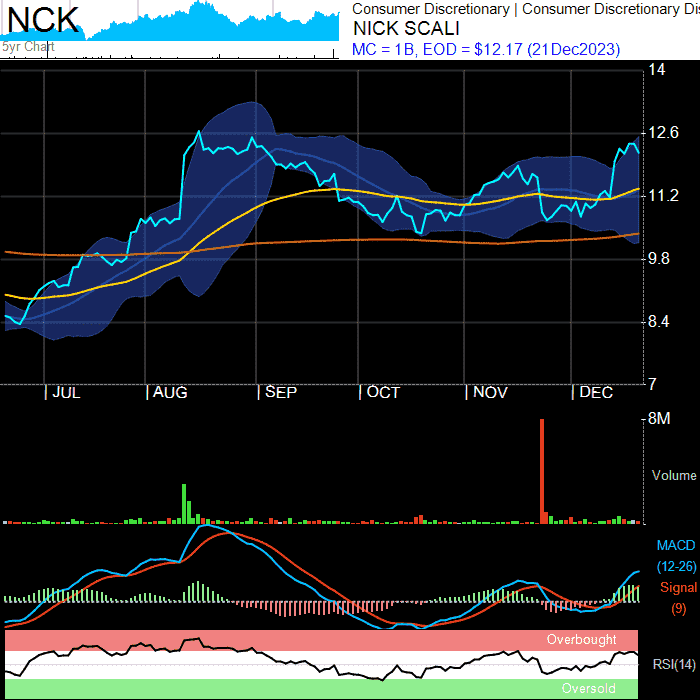 NCK
5yr Chart
Consumer Discretionary | Consumer Discretionary Dis
NICK SCALI
MC = 1B, EOD = $12.17 (21Dec2023)
14
12.6
11.2
9.8
8.4
7
JUL
AUG
SEP
OCT
NOV
DEC
8M
Volume
MACD
(12-26)
Signal
(9)
Overbought
RSI(14)
Oversold